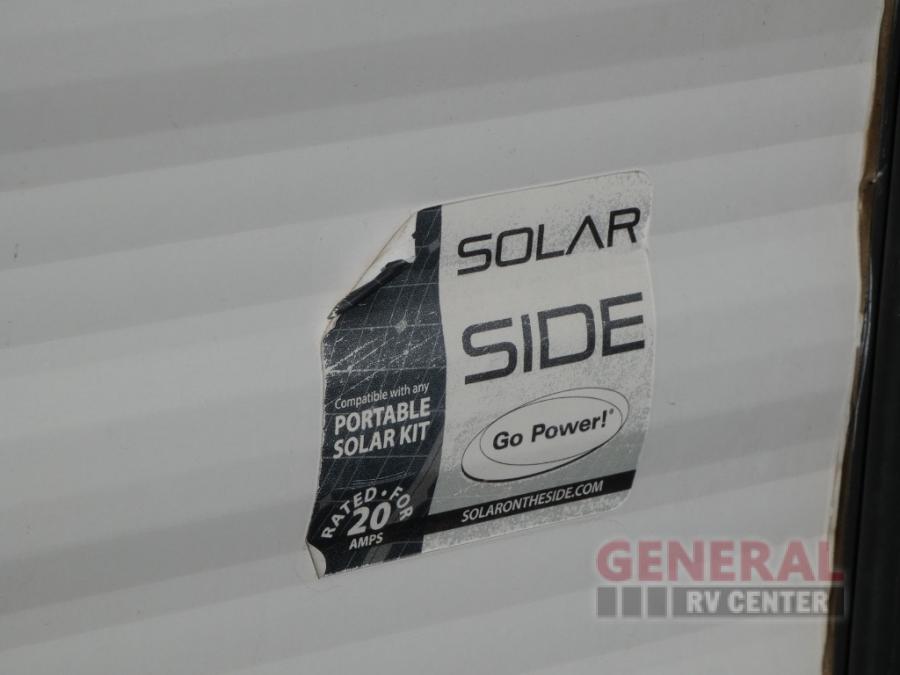 SOLAR
SIDE
Compatible with any
PORTABLE
SOLAR KIT
Go Power!®
RATED•FOR
20
AMPS
SOLARONTHESIDE.COM
GENERAL
RV CENTER